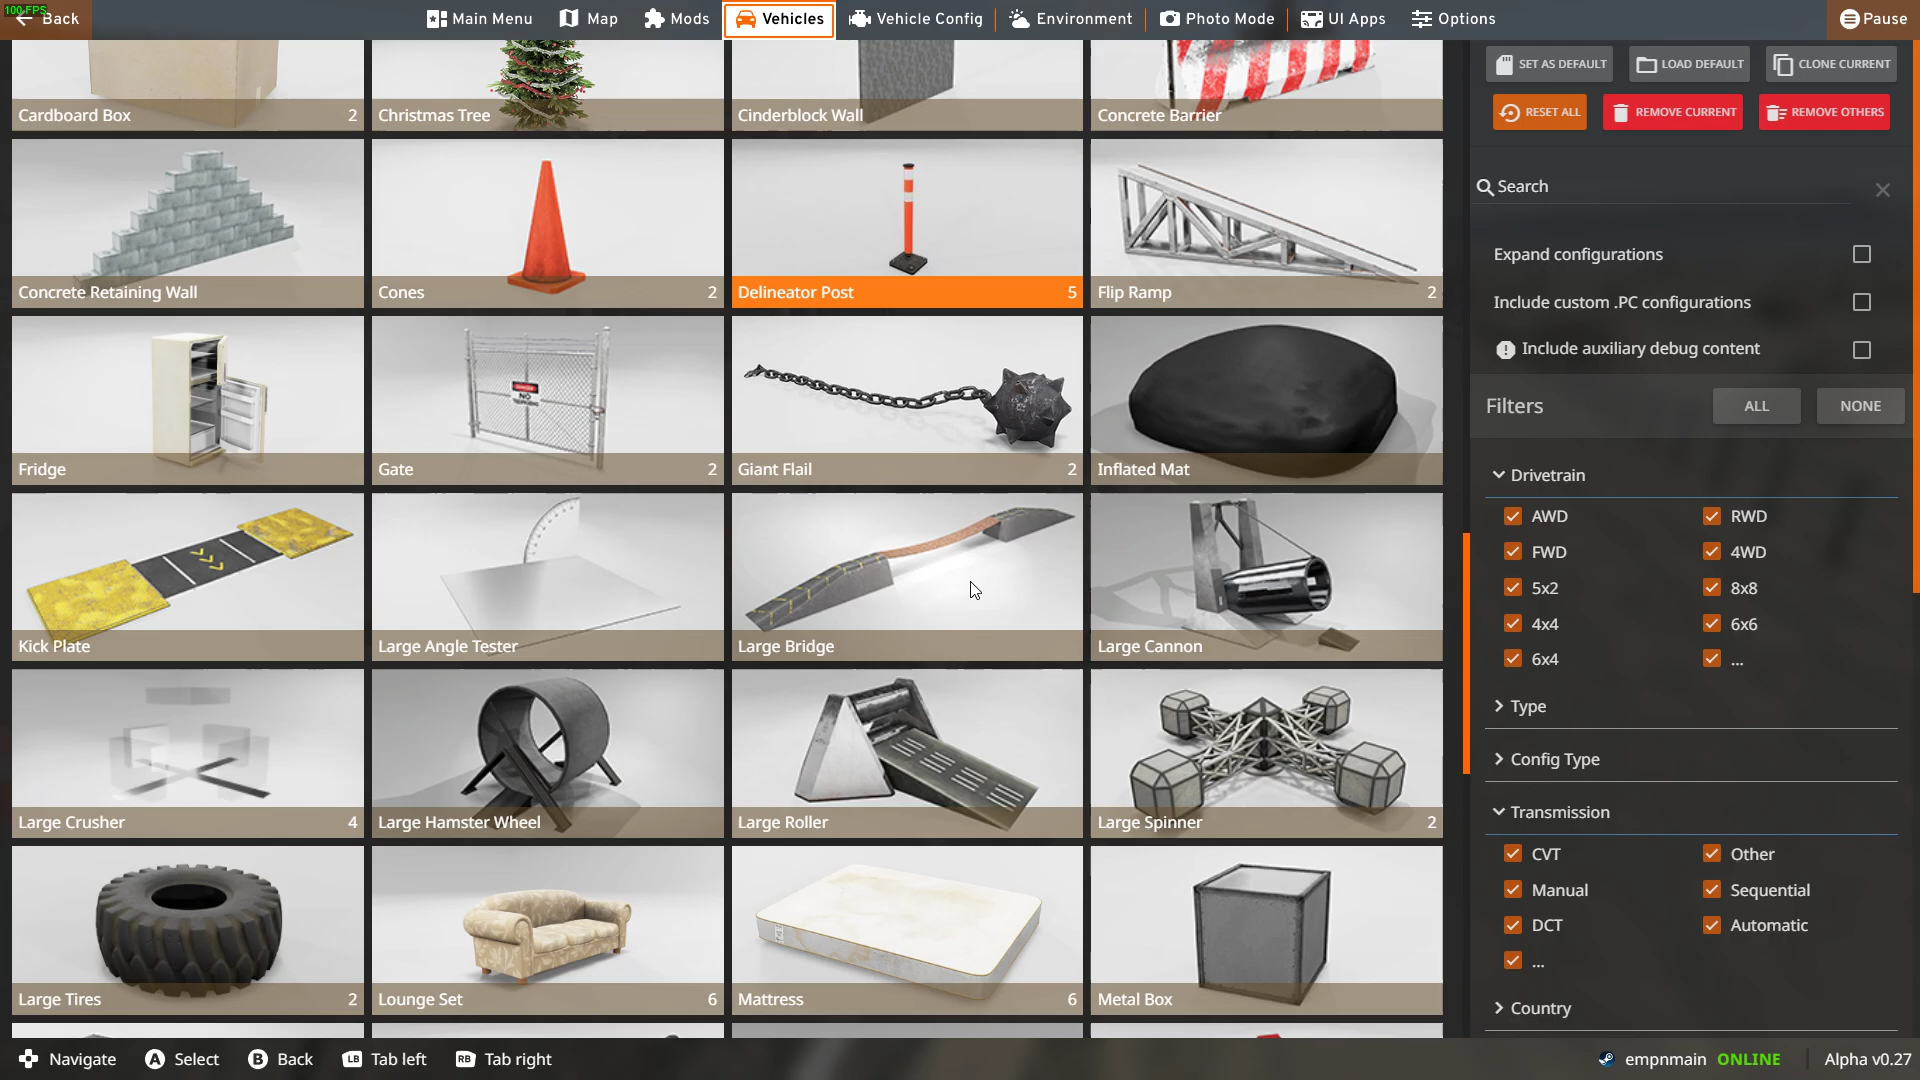 100 FPS
Back
Main Menu
Map
Mods
Vehicles
Vehicle Config
Environment
Photo Mode
UI Apps
Options
Pause
Cardboard Box 2
Christmas Tree
Cinderblock Wall
Concrete Barrier
Concrete Retaining Wall
Cones 2
Delineator Post 5
Flip Ramp 2
DANGER
NO
Fridge
Gate 2
Giant Flail 2
Inflated Mat
Kick Plate
Large Angle Tester
Large Bridge
Large Cannon
Large Crusher 4
Large Hamster Wheel
Large Roller
Large Spinner 2
Large Tires 2
Lounge Set 6
Mattress 6
Metal Box
SET AS DEFAULT
LOAD DEFAULT
CLONE CURRENT
RESET ALL
REMOVE CURRENT
REMOVE OTHERS
Search
Expand configurations
Include custom .PC configurations
Include auxiliary debug content
Filters
ALL
NONE
Drivetrain
AWD
RWD
FWD
4WD
5x2
8x8
4x4
6x6
6x4
...
Type
Config Type
Transmission
CVT
Other
Manual
Sequential
DCT
Automatic
...
Country
Navigate
A Select
B Back
LB Tab left
RB Tab right
empnmain ONLINE
Alpha v0.27